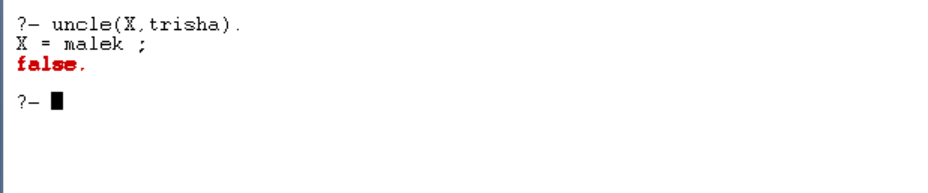 ?- uncle(X,trisha).
X = malek ;
false.
?-